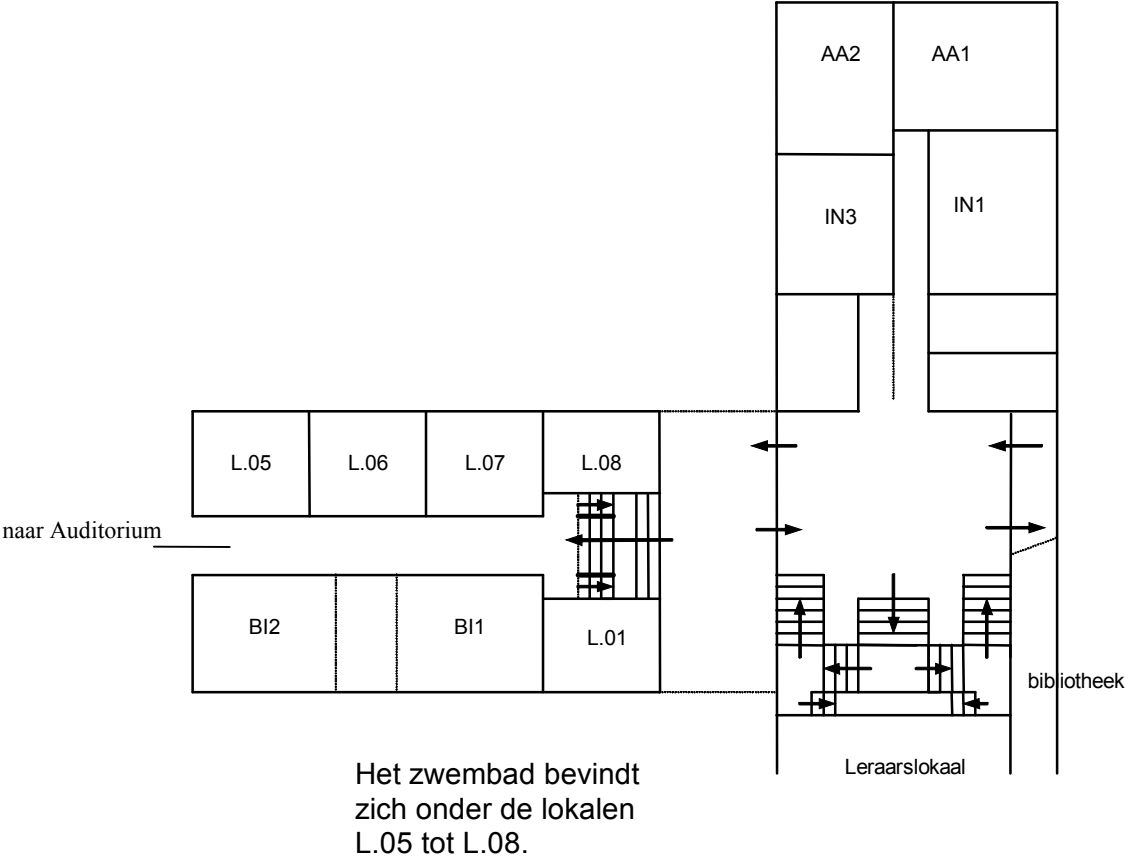 AA2 AA1
IN3 IN1
L.05 L.06 L.07 L.08
naar Auditorium
BI2 BI1 L.01
bibliotheek
Leraarslokaal
Het zwembad bevindt
zich onder de lokalen
L.05 tot L.08.